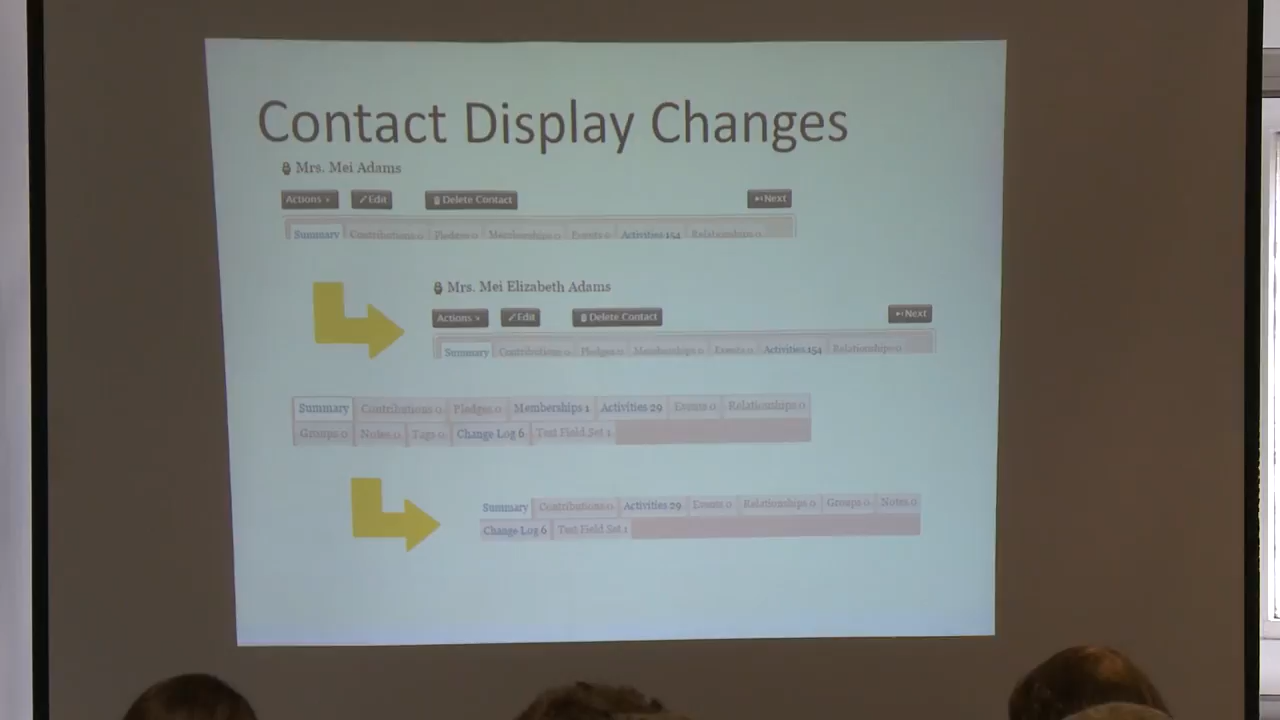 Contact Display Changes
Mrs. Mei Adams
Actions Edit Delete Contact Next
Summary Contributions 0 Pledges 0 Memberships 0 Events 0 Activities 154 Relationships 0
Mrs. Mei Elizabeth Adams
Actions Edit Delete Contact Next
Summary Contributions 0 Pledges 0 Memberships 0 Events 0 Activities 154 Relationships 0
Summary Contributions 0 Pledges 0 Memberships 1 Activities 29 Events 0 Relationships 0
Groups 0 Notes 0 Tags 0 Change Log 6 Test Field Set 1
Summary Contributions 0 Activities 29 Events 0 Relationships 0 Groups 0 Notes 0
Change Log 6 Test Field Set 1